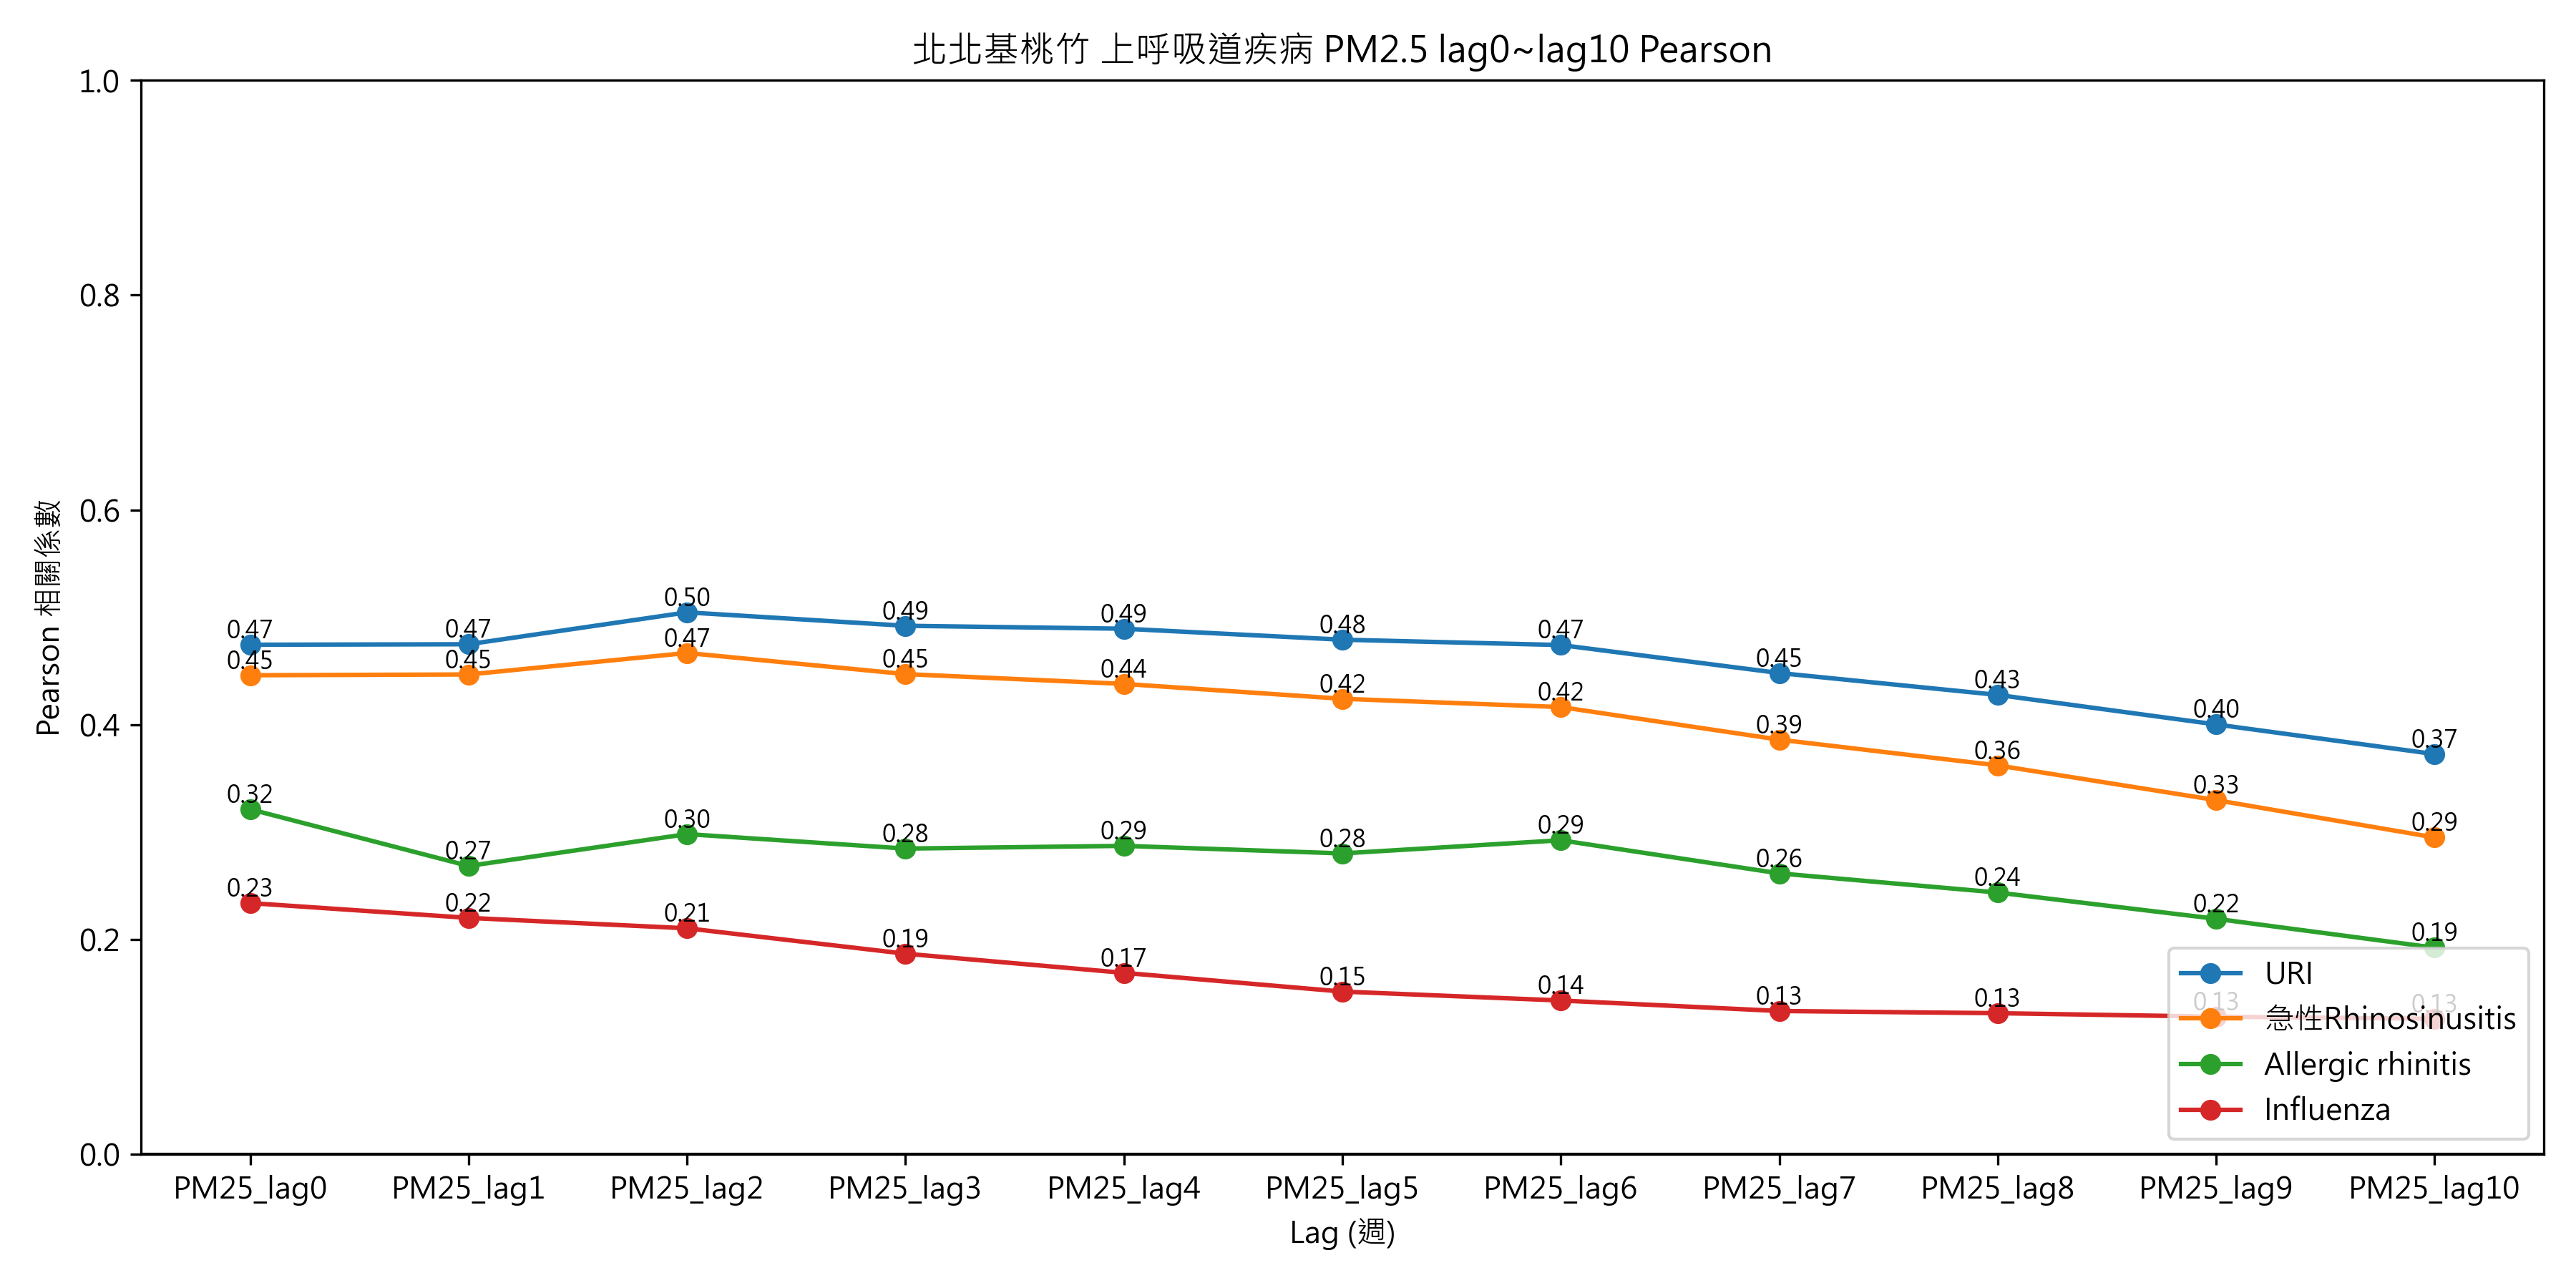 北北基桃竹 上呼吸道疾病 PM2.5 lag0~lag10 Pearson
1.0
0.8
0.6
0.4
0.2
0.0
Pearson 相關係數
0.47 0.47 0.50 0.49 0.49 0.48 0.47 0.45 0.43 0.40 0.37
0.45 0.45 0.47 0.45 0.44 0.42 0.42 0.39 0.36 0.33 0.29
0.32 0.27 0.30 0.28 0.29 0.28 0.29 0.26 0.24 0.22 0.19
0.23 0.22 0.21 0.19 0.17 0.15 0.14 0.13 0.13 0.13 0.13
URI
急性Rhinosinusitis
Allergic rhinitis
Influenza
PM25_lag0 PM25_lag1 PM25_lag2 PM25_lag3 PM25_lag4 PM25_lag5 PM25_lag6 PM25_lag7 PM25_lag8 PM25_lag9 PM25_lag10
Lag (週)